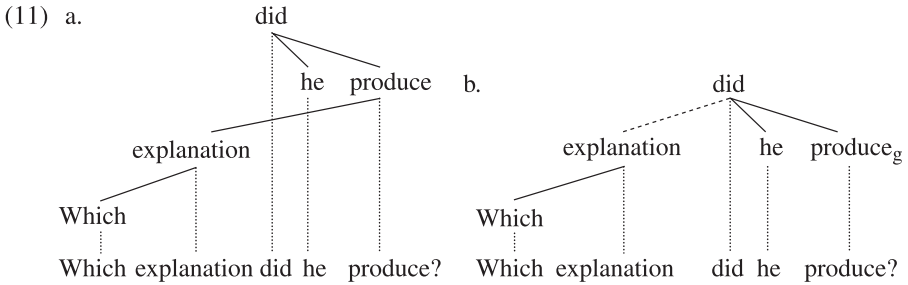 (11) a. did
he produce
explanation
Which
Which explanation did he produce?
b. did
explanation he produceg
Which
Which explanation did he produce?